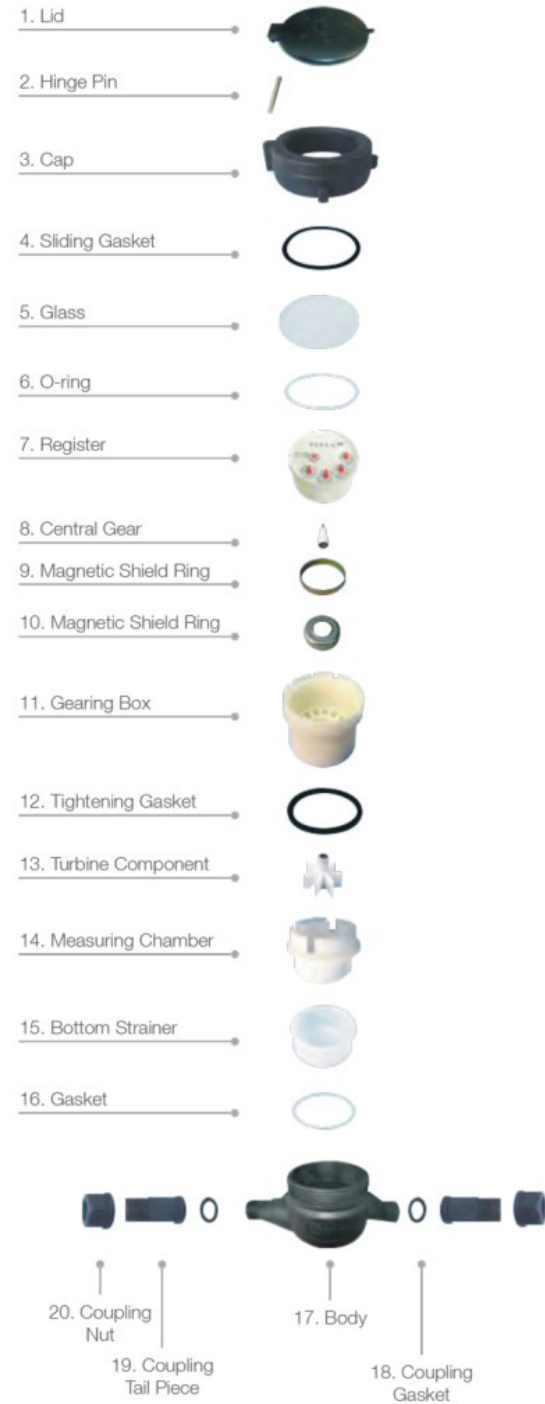 1. Lid
2. Hinge Pin
3. Cap
4. Sliding Gasket
5. Glass
6. O-ring
7. Register
8. Central Gear
9. Magnetic Shield Ring
10. Magnetic Shield Ring
11. Gearing Box
12. Tightening Gasket
13. Turbine Component
14. Measuring Chamber
15. Bottom Strainer
16. Gasket
20. Coupling
Nut
19. Coupling
Tail Piece
17. Body
18. Coupling
Gasket